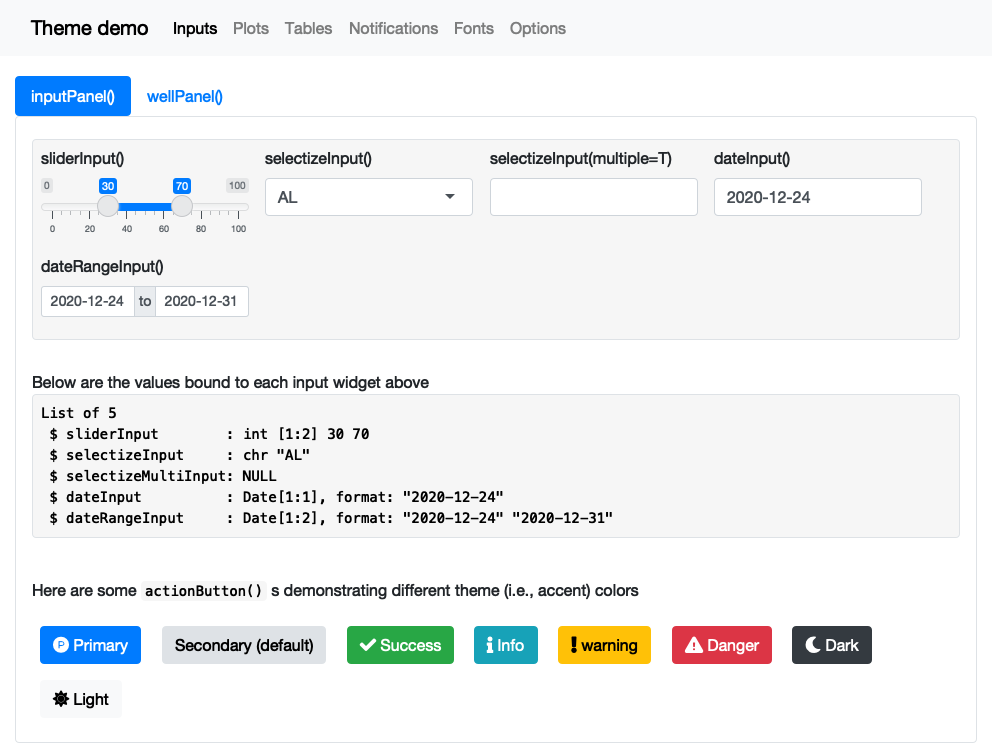 Theme demo Inputs Plots Tables Notifications Fonts Options
inputPanel() wellPanel()
sliderInput() selectizeInput() selectizeInput(multiple=T) dateInput()
0 30 70 100
AL 2020-12-24
0 20 40 60 80 100
dateRangeInput()
2020-12-24 to 2020-12-31
Below are the values bound to each input widget above
List of 5
 $ sliderInput        : int [1:2] 30 70
 $ selectizeInput     : chr "AL"
 $ selectizeMultiInput: NULL
 $ dateInput          : Date[1:1], format: "2020-12-24"
 $ dateRangeInput     : Date[1:2], format: "2020-12-24" "2020-12-31"
Here are some actionButton() s demonstrating different theme (i.e., accent) colors
P Primary Secondary (default) Success Info warning Danger Dark
Light